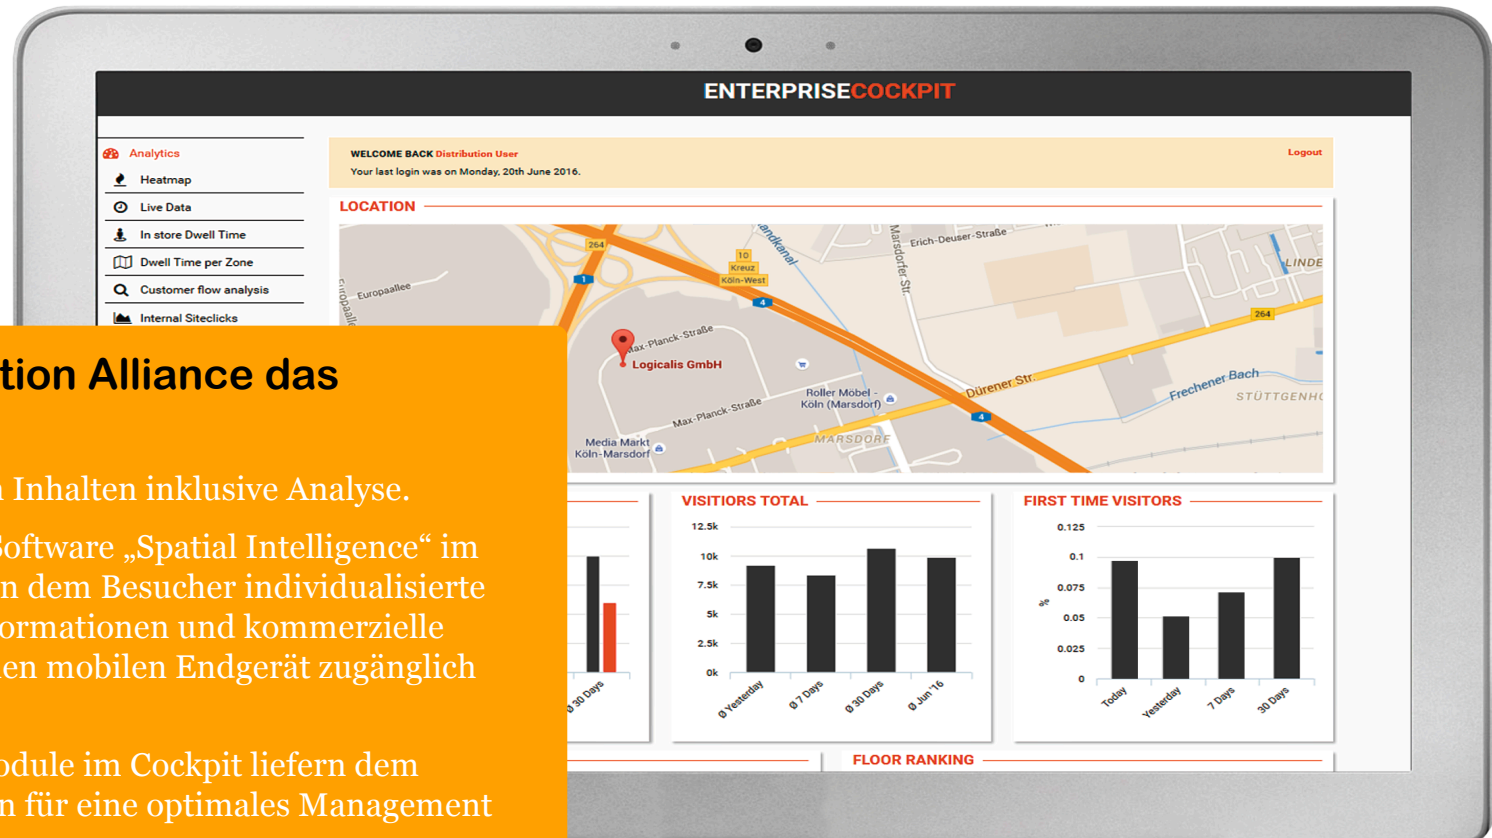 ENTERPRISECOCKPIT
Analytics
Heatmap
Live Data
In store Dwell Time
Dwell Time per Zone
Customer flow analysis
Internal Siteclicks
WELCOME BACK Distribution User
Logout
Your last login was on Monday, 20th June 2016.
LOCATION
264
1
10
Kreuz
Köln-West
4
Marsdorfer Str.
Erich-Deuser-Straße
LINDE
Europaallee
Europaalle
Max-Planck-Straße
Logicalis GmbH
Roller Möbel -
Köln (Marsdorf)
Max-Planck-Straße
Media Markt
Köln-Marsdorf
MARSDORF
Dürener Str.
4
264
Frechener Bach
STÜTTGENHO
tion Alliance das
Inhalten inklusive Analyse.
Software „Spatial Intelligence“ im
n dem Besucher individualisierte
ormationen und kommerzielle
en mobilen Endgerät zugänglich
odule im Cockpit liefern dem
n für eine optimales Management
Ø 30 Days
VISITIORS TOTAL
12.5k
10k
7.5k
5k
2.5k
0k
Ø Yesterday
Ø 7 Days
Ø 30 Days
Ø Jun '16
FIRST TIME VISITORS
0.125
0.1
0.075
0.05
0.025
0
%
Today
Yesterday
7 Days
30 Days
FLOOR RANKING